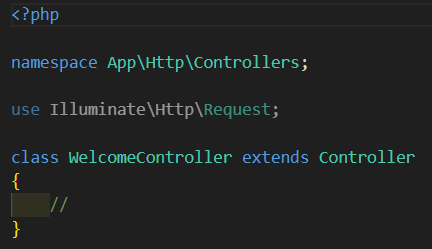 <?php
namespace App\Http\Controllers;
use Illuminate\Http\Request;
class WelcomeController extends Controller
{
    //
}